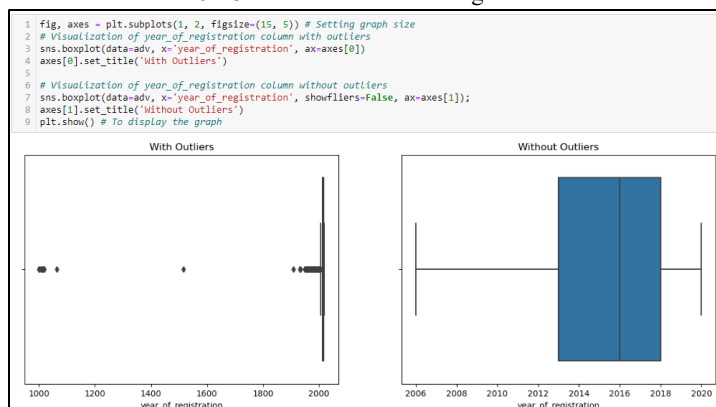 1 fig, axes = plt.subplots(1, 2, figsize=(15, 5)) # Setting graph size
2 # Visualization of year_of_registration column with outliers
3 sns.boxplot(data=adv, x='year_of_registration', ax=axes[0])
4 axes[0].set_title('With Outliers')
5
6 # Visualization of year_of_registration column without outliers
7 sns.boxplot(data=adv, x='year_of_registration', showfliers=False, ax=axes[1]);
8 axes[1].set_title('Without Outliers')
9 plt.show() # To display the graph
With Outliers Without Outliers
1000 1200 1400 1600 1800 2000 2006 2008 2010 2012 2014 2016 2018 2020
year_of_registration year_of_registration